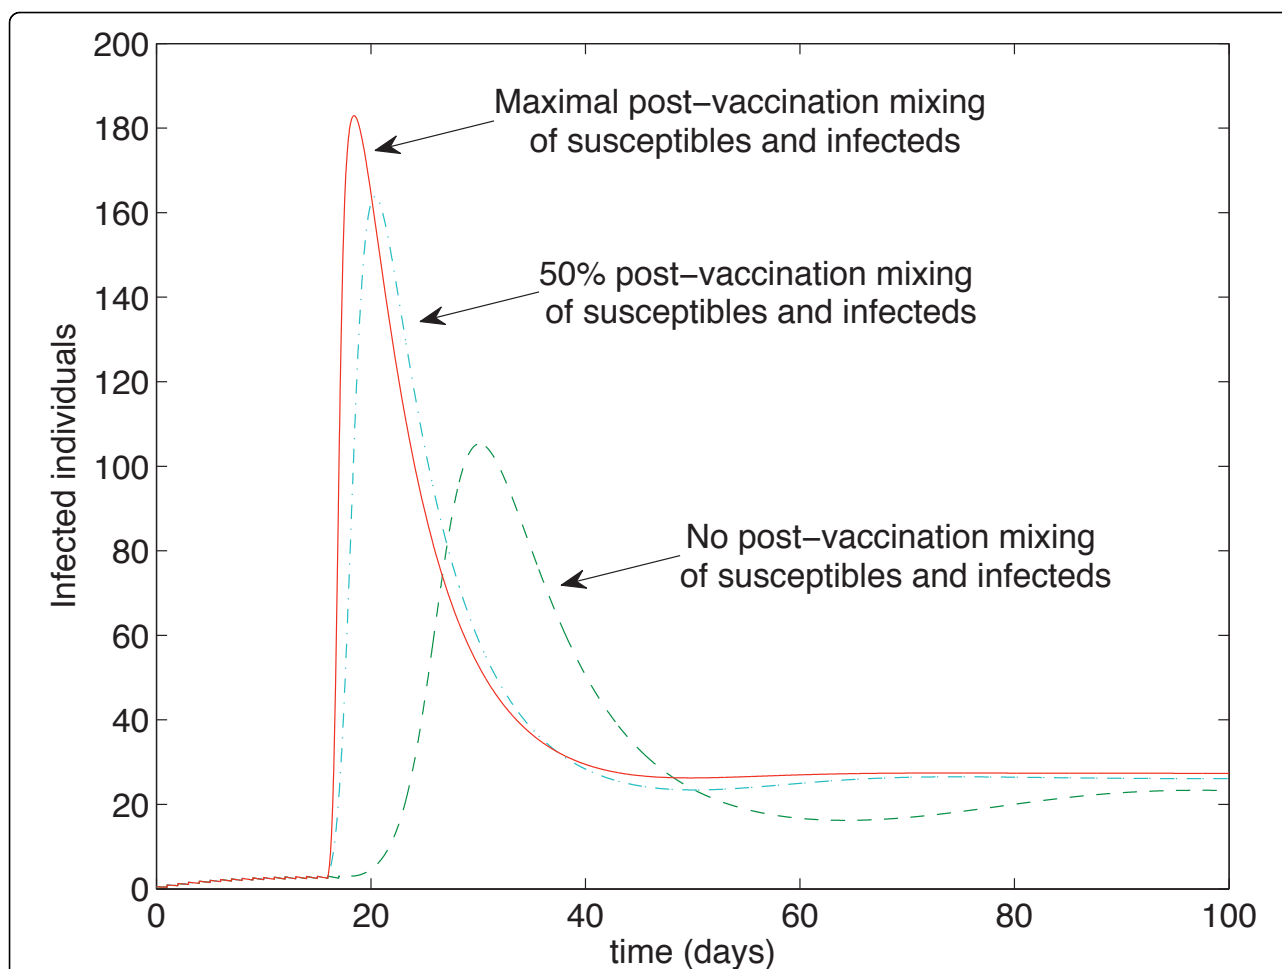 200
180
160
140
120
100
80
60
40
20
0
Infected individuals
Maximal post−vaccination mixing
of susceptibles and infecteds
50% post−vaccination mixing
of susceptibles and infecteds
No post−vaccination mixing
of susceptibles and infecteds
0 20 40 60 80 100
time (days)